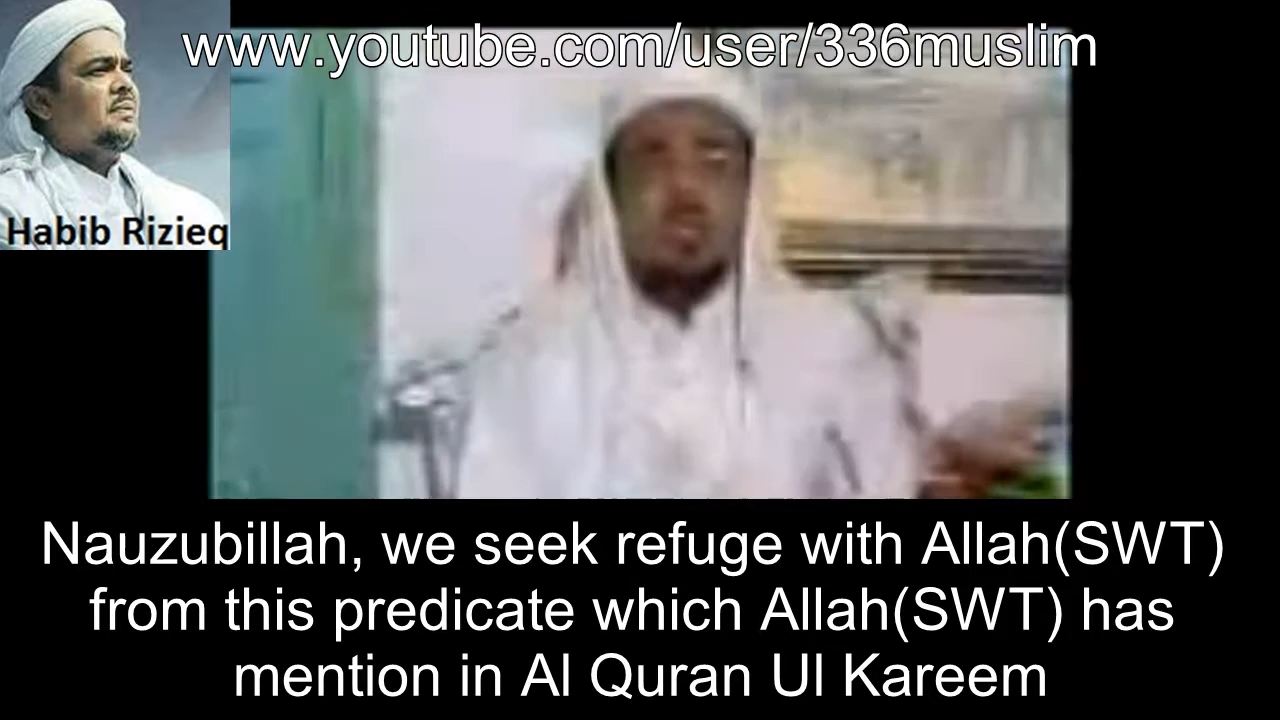 www.youtube.com/user/336muslim
Habib Rizieq
Nauzubillah, we seek refuge with Allah(SWT)
from this predicate which Allah(SWT) has
mention in Al Quran Ul Kareem